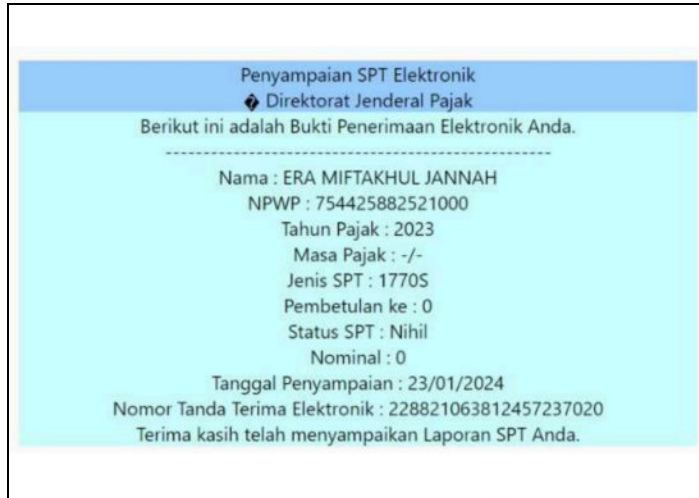 Penyampaian SPT Elektronik
� Direktorat Jenderal Pajak
Berikut ini adalah Bukti Penerimaan Elektronik Anda.
----------------------------------------------------
Nama : ERA MIFTAKHUL JANNAH
NPWP : 754425882521000
Tahun Pajak : 2023
Masa Pajak : -/-
Jenis SPT : 1770S
Pembetulan ke : 0
Status SPT : Nihil
Nominal : 0
Tanggal Penyampaian : 23/01/2024
Nomor Tanda Terima Elektronik : 228821063812457237020
Terima kasih telah menyampaikan Laporan SPT Anda.